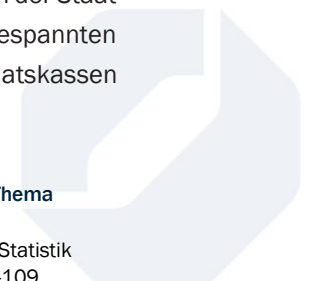 der Staat
espannten
atskassen
Thema
Statistik
-109